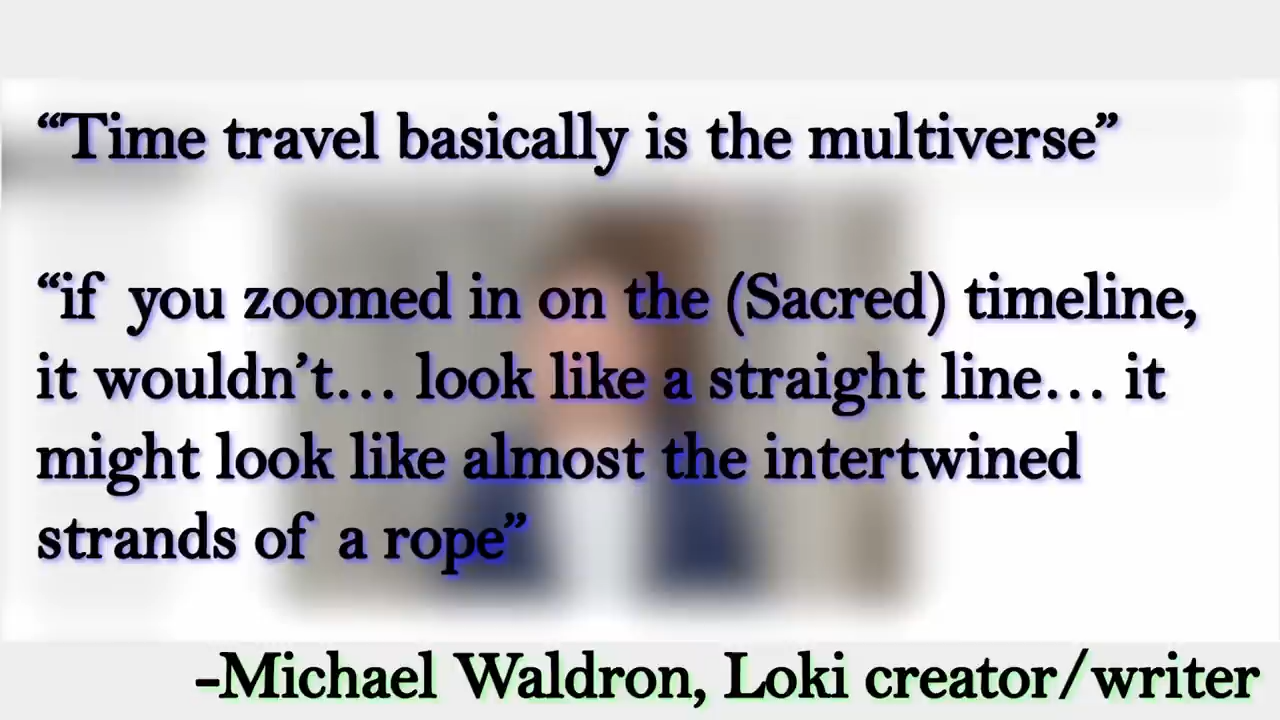 “Time travel basically is the multiverse”
“if you zoomed in on the (Sacred) timeline,
it wouldn’t… look like a straight line… it
might look like almost the intertwined
strands of a rope”
-Michael Waldron, Loki creator/writer